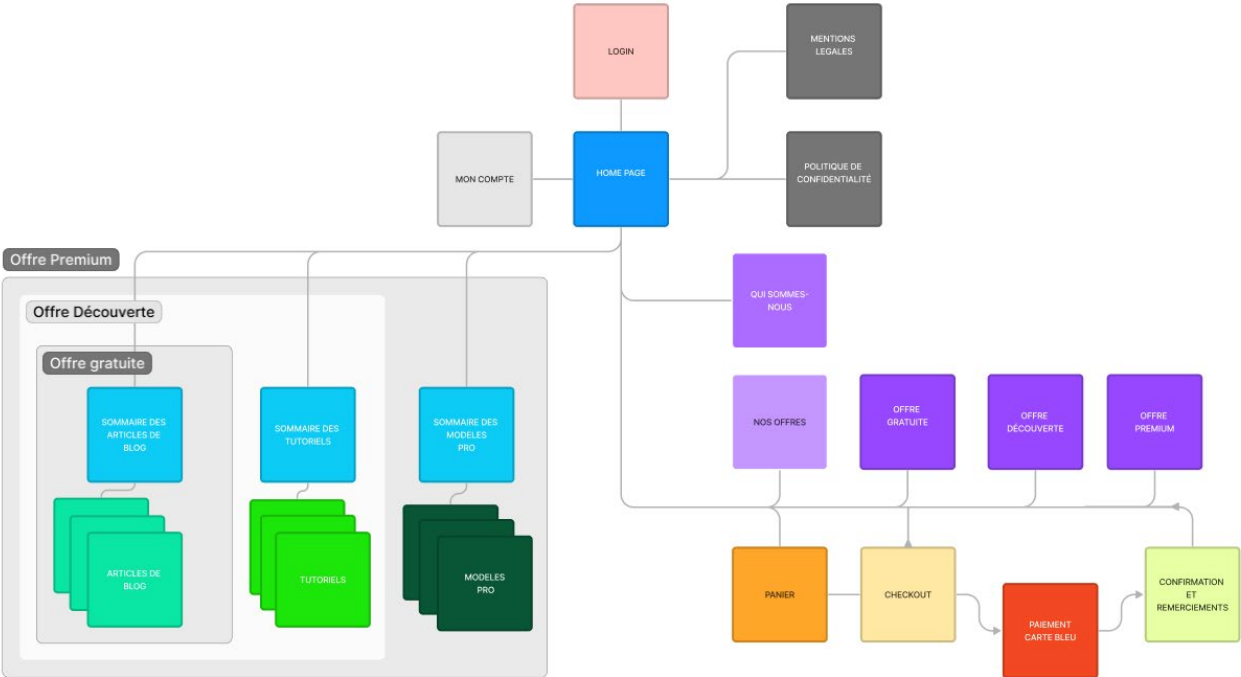 LOGIN
MENTIONS
LEGALES
MON COMPTE
HOME PAGE
POLITIQUE DE
CONFIDENTIALITÉ
Offre Premium
Offre Découverte
Offre gratuite
QUI SOMMES-
NOUS
SOMMAIRE DES
ARTICLES DE
BLOG
SOMMAIRE DES
TUTORIELS
SOMMAIRE DES
MODELES
PRO
NOS OFFRES
OFFRE
GRATUITE
OFFRE
DÉCOUVERTE
OFFRE
PREMIUM
ARTICLES DE
BLOG
TUTORIELS
MODELES
PRO
PANIER
CHECKOUT
PAIEMENT
CARTE BLEU
CONFIRMATION
ET
REMERCIEMENTS